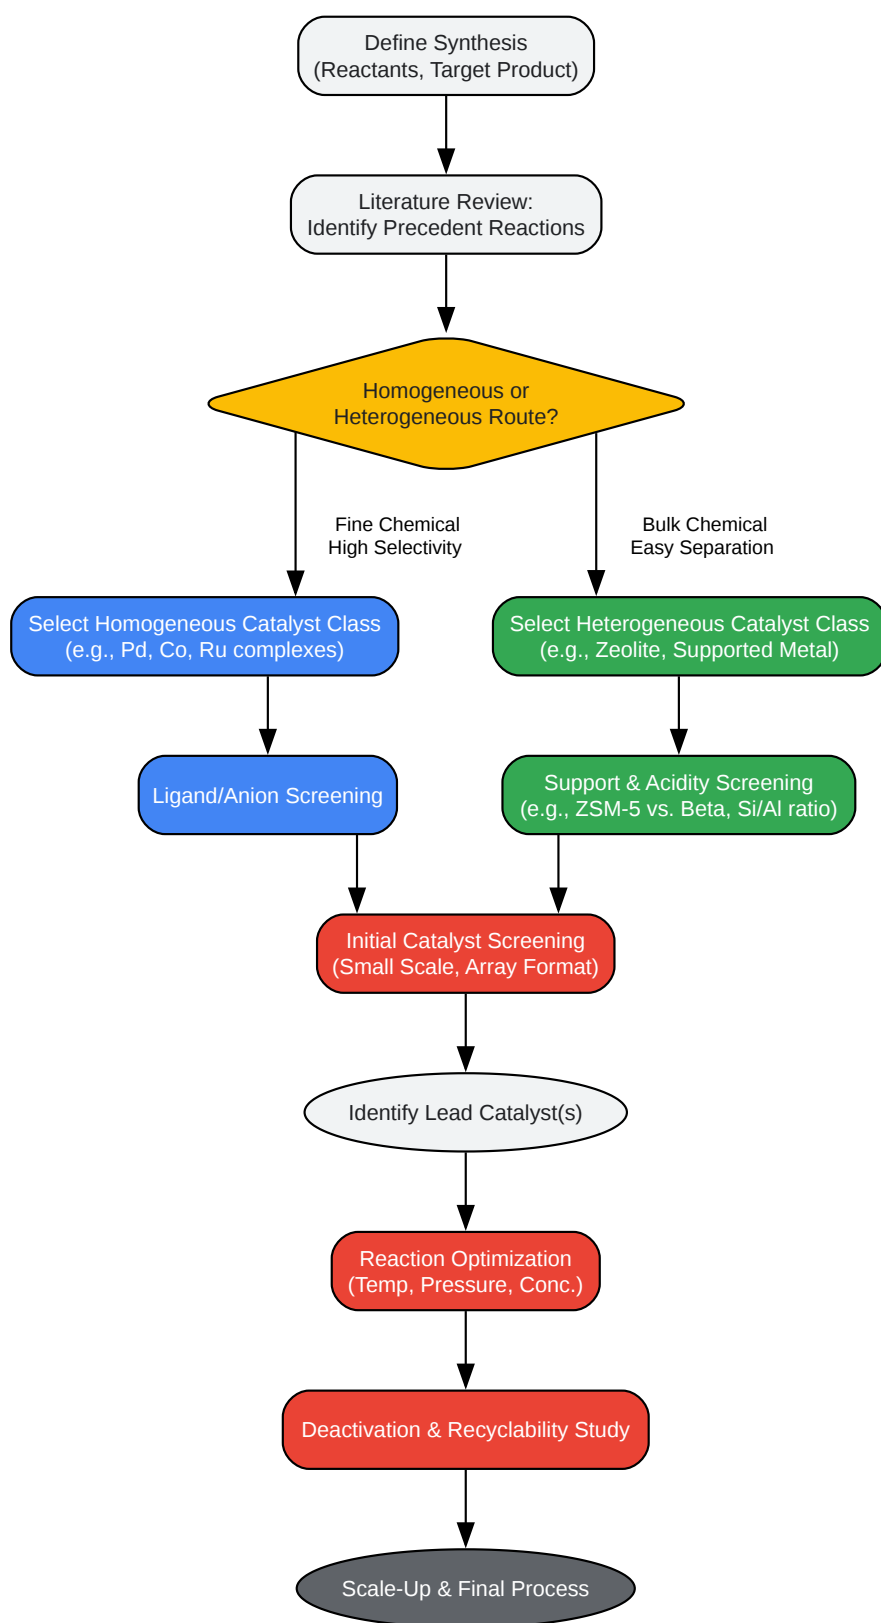 Define Synthesis
(Reactants, Target Product)
Literature Review:
Identify Precedent Reactions
Homogeneous or
Heterogeneous Route?
Fine Chemical
High Selectivity
Bulk Chemical
Easy Separation
Select Homogeneous Catalyst Class
(e.g., Pd, Co, Ru complexes)
Select Heterogeneous Catalyst Class
(e.g., Zeolite, Supported Metal)
Ligand/Anion Screening
Support & Acidity Screening
(e.g., ZSM-5 vs. Beta, Si/Al ratio)
Initial Catalyst Screening
(Small Scale, Array Format)
Identify Lead Catalyst(s)
Reaction Optimization
(Temp, Pressure, Conc.)
Deactivation & Recyclability Study
Scale-Up & Final Process